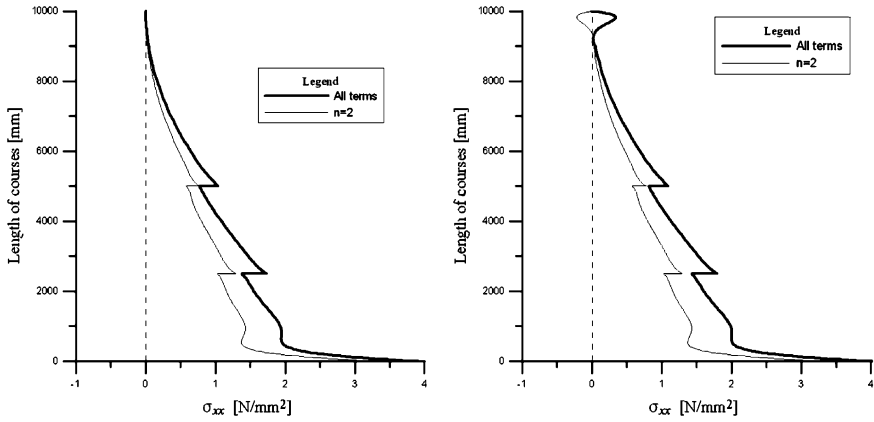 10000
8000
6000
4000
2000
0
Length of courses [mm]
Legend
All terms
n=2
-1 0 1 2 3 4
σxx [N/mm²]
10000
8000
6000
4000
2000
0
Length of courses [mm]
Legend
All terms
n=2
-1 0 1 2 3 4
σxx [N/mm²]